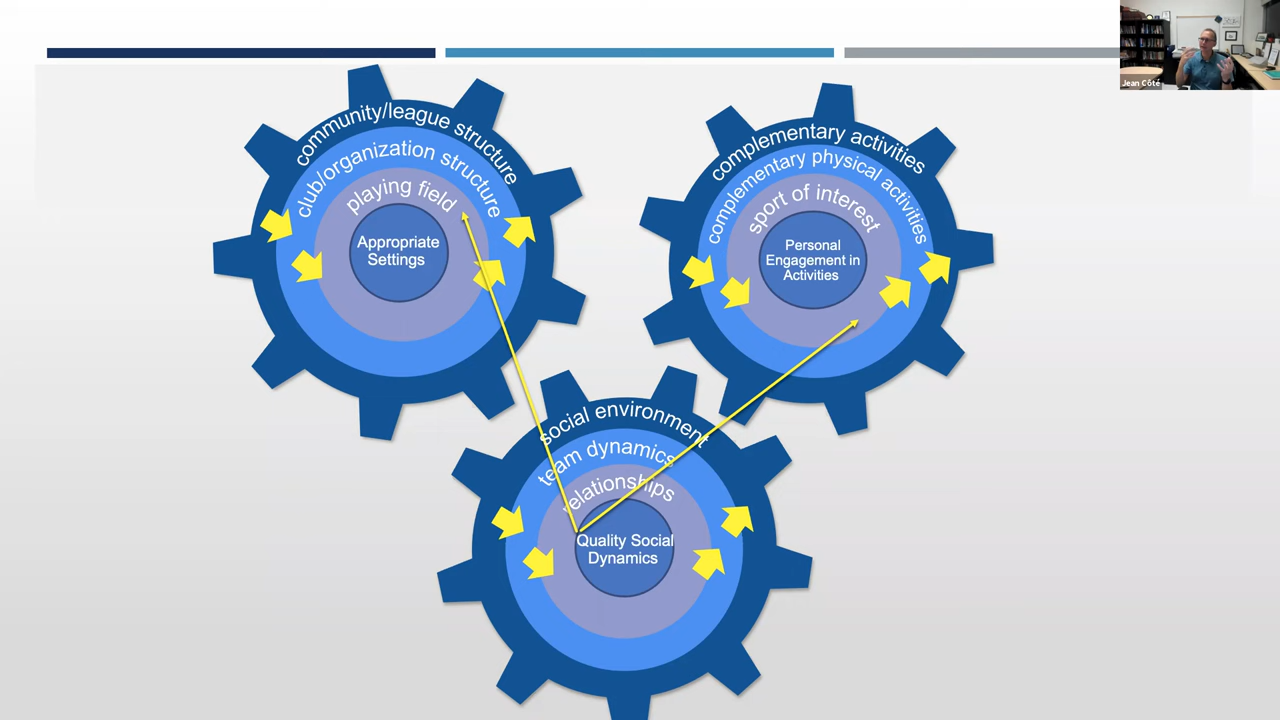 Jean Côté
community/league structure
club/organization structure
playing field
Appropriate
Settings
complementary activities
complementary physical activities
sport of interest
Personal
Engagement in
Activities
social environment
team dynamics
relationships
Quality Social
Dynamics